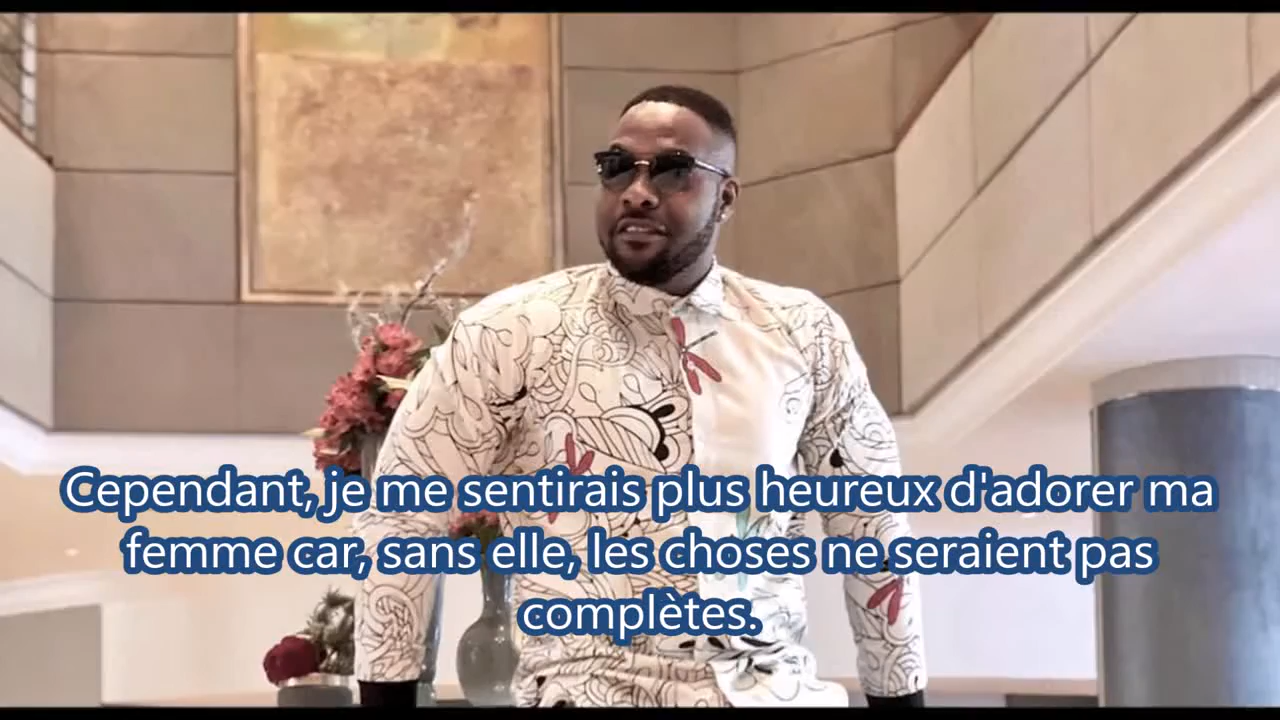 Cependant, je me sentirais plus heureux d'adorer ma
femme car, sans elle, les choses ne seraient pas
complètes.